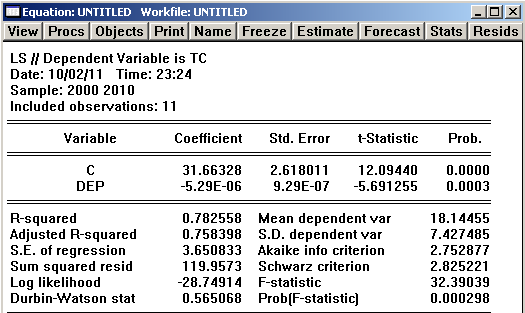 Equation: UNTITLED Workfile: UNTITLED
View Procs Objects Print Name Freeze Estimate Forecast Stats Resids
LS // Dependent Variable is TC
Date: 10/02/11 Time: 23:24
Sample: 2000 2010
Included observations: 11
Variable Coefficient Std. Error t-Statistic Prob.
C 31.66328 2.618011 12.09440 0.0000
DEP -5.29E-06 9.29E-07 -5.691255 0.0003
R-squared 0.782558 Mean dependent var 18.14455
Adjusted R-squared 0.758398 S.D. dependent var 7.427485
S.E. of regression 3.650833 Akaike info criterion 2.752877
Sum squared resid 119.9573 Schwarz criterion 2.825221
Log likelihood -28.74914 F-statistic 32.39039
Durbin-Watson stat 0.565068 Prob(F-statistic) 0.000298